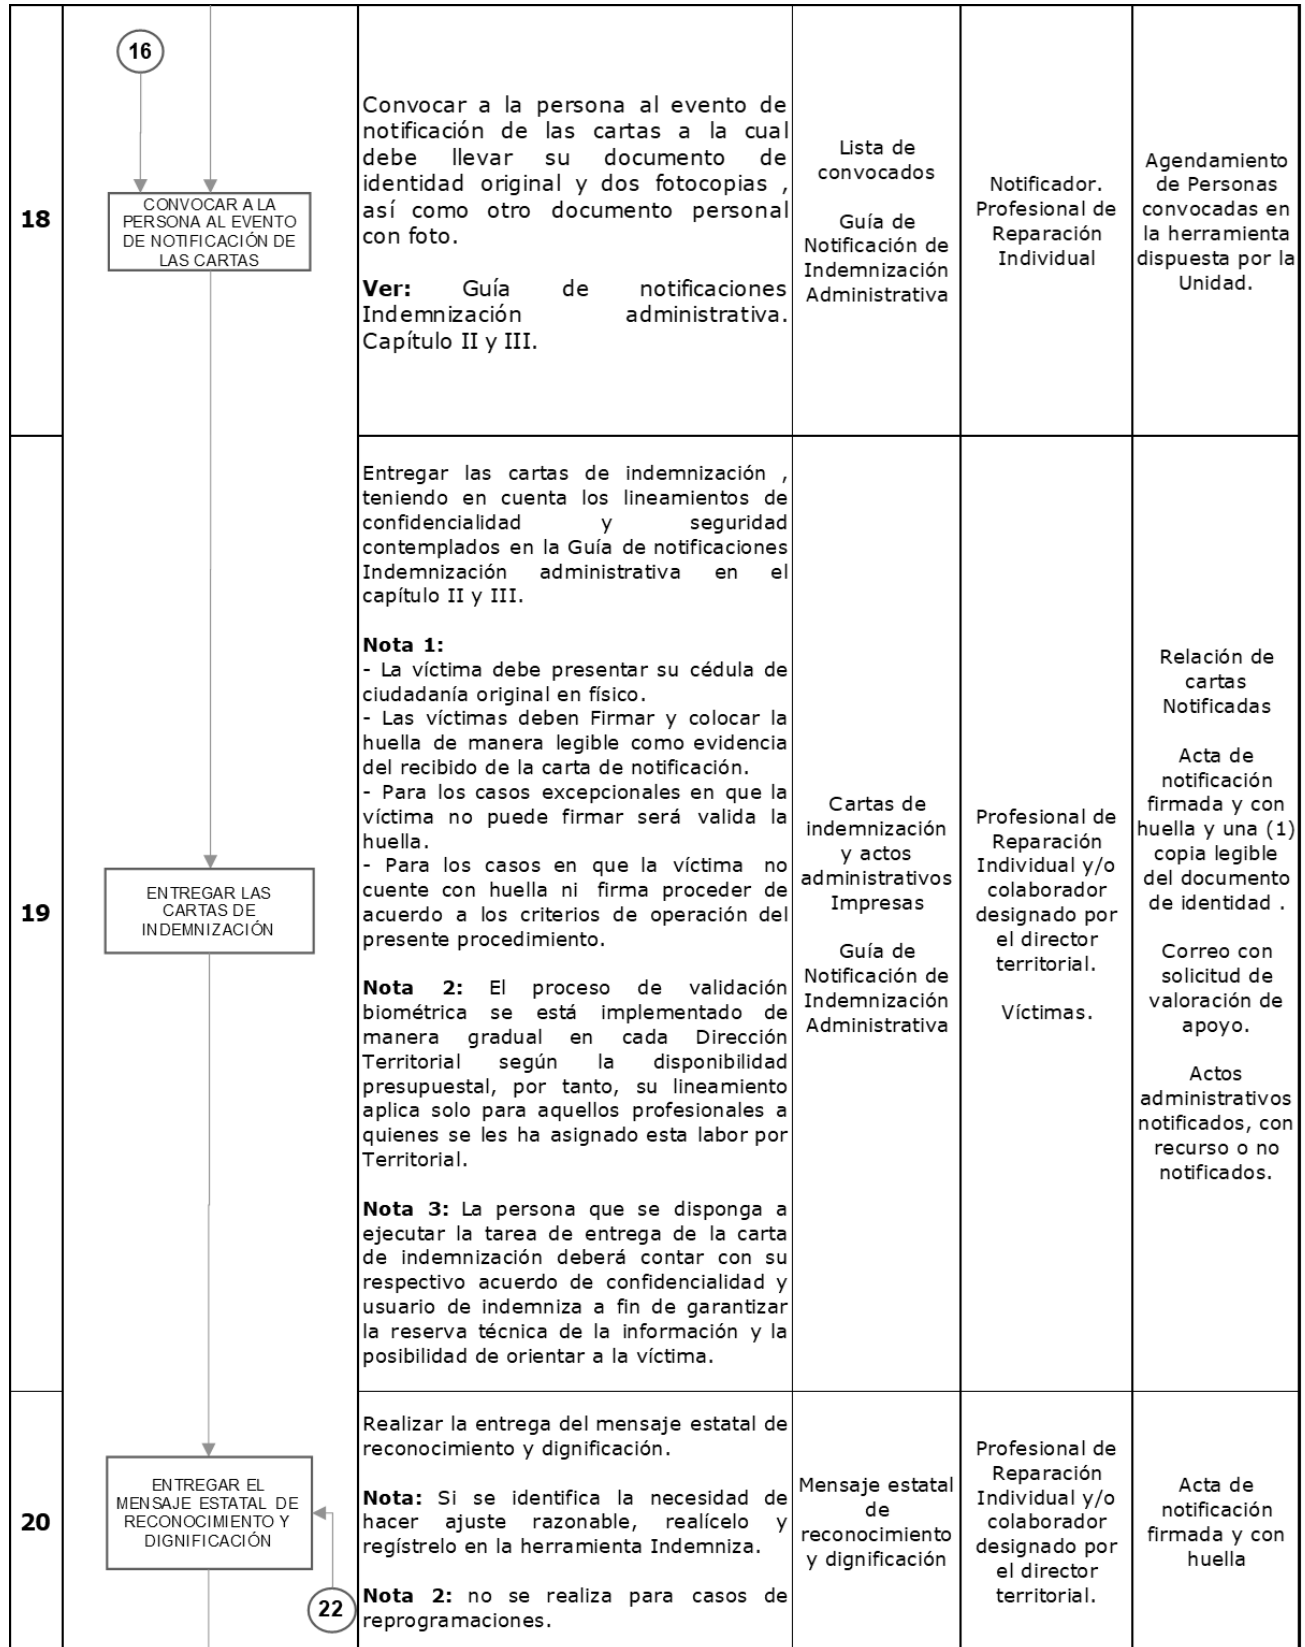 16
18
CONVOCAR A LA
PERSONA AL EVENTO
DE NOTIFICACIÓN DE
LAS CARTAS
Convocar a la persona al evento de
notificación de las cartas a la cual
debe llevar su documento de
identidad original y dos fotocopias ,
así como otro documento personal
con foto.
Ver: Guía de notificaciones
Indemnización administrativa.
Capítulo II y III.
Lista de
convocados
Guía de
Notificación de
Indemnización
Administrativa
Notificador.
Profesional de
Reparación
Individual
Agendamiento
de Personas
convocadas en
la herramienta
dispuesta por la
Unidad.
19
ENTREGAR LAS
CARTAS DE
INDEMNIZACIÓN
Entregar las cartas de indemnización ,
teniendo en cuenta los lineamientos de
confidencialidad y seguridad
contemplados en la Guía de notificaciones
Indemnización administrativa en el
capítulo II y III.
Nota 1:
- La víctima debe presentar su cédula de
ciudadanía original en físico.
- Las víctimas deben Firmar y colocar la
huella de manera legible como evidencia
del recibido de la carta de notificación.
- Para los casos excepcionales en que la
víctima no puede firmar será valida la
huella.
- Para los casos en que la víctima no
cuente con huella ni firma proceder de
acuerdo a los criterios de operación del
presente procedimiento.
Nota 2: El proceso de validación
biométrica se está implementado de
manera gradual en cada Dirección
Territorial según la disponibilidad
presupuestal, por tanto, su lineamiento
aplica solo para aquellos profesionales a
quienes se les ha asignado esta labor por
Territorial.
Nota 3: La persona que se disponga a
ejecutar la tarea de entrega de la carta
de indemnización deberá contar con su
respectivo acuerdo de confidencialidad y
usuario de indemniza a fin de garantizar
la reserva técnica de la información y la
posibilidad de orientar a la víctima.
Cartas de
indemnización
y actos
administrativos
Impresas
Guía de
Notificación de
Indemnización
Administrativa
Profesional de
Reparación
Individual y/o
colaborador
designado por
el director
territorial.
Víctimas.
Relación de
cartas
Notificadas
Acta de
notificación
firmada y con
huella y una (1)
copia legible
del documento
de identidad .
Correo con
solicitud de
valoración de
apoyo.
Actos
administrativos
notificados, con
recurso o no
notificados.
20
ENTREGAR EL
MENSAJE ESTATAL DE
RECONOCIMIENTO Y
DIGNIFICACIÓN
22
Realizar la entrega del mensaje estatal de
reconocimiento y dignificación.
Nota: Si se identifica la necesidad de
hacer ajuste razonable, realícelo y
regístrelo en la herramienta Indemniza.
Nota 2: no se realiza para casos de
reprogramaciones.
Mensaje estatal
de
reconocimiento
y dignificación
Profesional de
Reparación
Individual y/o
colaborador
designado por
el director
territorial.
Acta de
notificación
firmada y con
huella